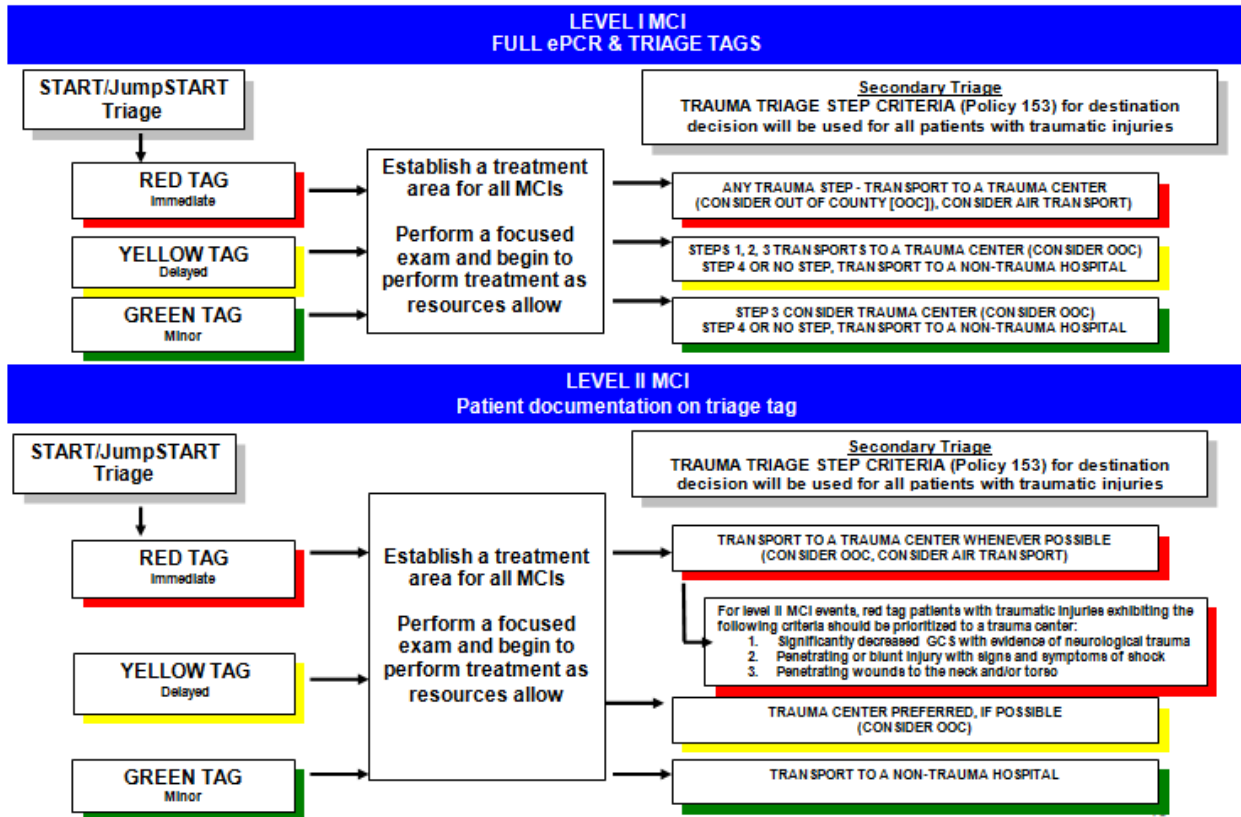 LEVEL I MCI
FULL ePCR & TRIAGE TAGS
START/JumpSTART
Triage
Secondary Triage
TRAUMA TRIAGE STEP CRITERIA (Policy 153) for destination
decision will be used for all patients with traumatic injuries
RED TAG
Immediate
YELLOW TAG
Delayed
GREEN TAG
Minor
Establish a treatment
area for all MCIs
Perform a focused
exam and begin to
perform treatment as
resources allow
ANY TRAUMA STEP - TRANSPORT TO A TRAUMA CENTER
(CONSIDER OUT OF COUNTY [OOC]), CONSIDER AIR TRANSPORT)
STEPS 1, 2, 3 TRANSPORTS TO A TRAUMA CENTER (CONSIDER OOC)
STEP 4 OR NO STEP, TRANSPORT TO A NON-TRAUMA HOSPITAL
STEP 3 CONSIDER TRAUMA CENTER (CONSIDER OOC)
STEP 4 OR NO STEP, TRANSPORT TO A NON-TRAUMA HOSPITAL
LEVEL II MCI
Patient documentation on triage tag
START/JumpSTART
Triage
Secondary Triage
TRAUMA TRIAGE STEP CRITERIA (Policy 153) for destination
decision will be used for all patients with traumatic injuries
RED TAG
Immediate
YELLOW TAG
Delayed
GREEN TAG
Minor
Establish a treatment
area for all MCIs
Perform a focused
exam and begin to
perform treatment as
resources allow
TRANSPORT TO A TRAUMA CENTER WHENEVER POSSIBLE
(CONSIDER OOC, CONSIDER AIR TRANSPORT)
For level II MCI events, red tag patients with traumatic injuries exhibiting the
following criteria should be prioritized to a trauma center:
1. Significantly decreased GCS with evidence of neurological trauma
2. Penetrating or blunt injury with signs and symptoms of shock
3. Penetrating wounds to the neck and/or torso
TRAUMA CENTER PREFERRED, IF POSSIBLE
(CONSIDER OOC)
TRANSPORT TO A NON-TRAUMA HOSPITAL